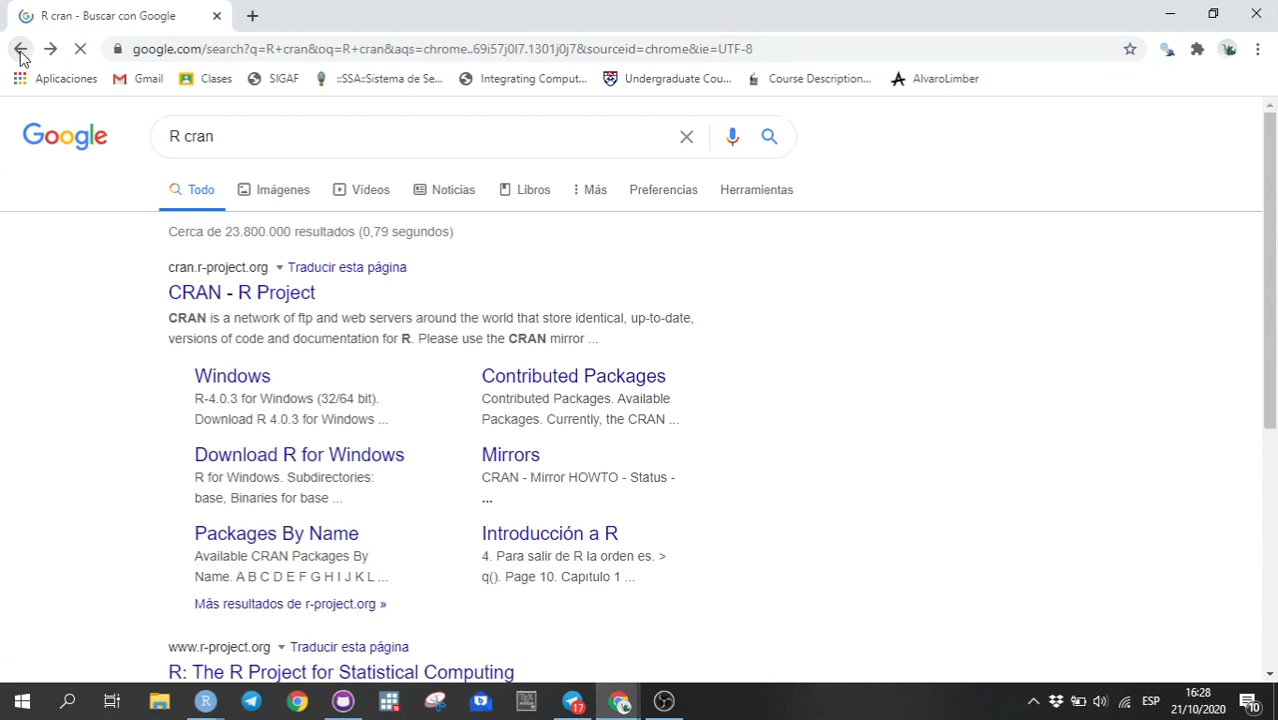 R cran - Buscar con Google
google.com/search?q=R+cran&oq=R+cran&aqs=chrome..69i57j0l7.1301j0j7&sourceid=chrome&ie=UTF-8
Aplicaciones Gmail Clases SIGAF ::SSA=Sistema de Se... Integrating Comput... Undergraduate Cou... Course Description... AlvaroLimber
Google
R cran
Todo Imágenes Vídeos Noticias Libros Más Preferencias Herramientas
Cerca de 23.800.000 resultados (0,79 segundos)
cran.r-project.org Traducir esta página
CRAN - R Project
CRAN is a network of ftp and web servers around the world that store identical, up-to-date,
versions of code and documentation for R. Please use the CRAN mirror ...
Windows
R-4.0.3 for Windows (32/64 bit).
Download R 4.0.3 for Windows ...
Contributed Packages
Contributed Packages. Available
Packages. Currently, the CRAN ...
Download R for Windows
R for Windows. Subdirectories:
base, Binaries for base ...
Mirrors
CRAN - Mirror HOWTO - Status -
...
Packages By Name
Available CRAN Packages By
Name. A B C D E F G H I J K L ...
Introducción a R
4. Para salir de R la orden es. >
q(). Page 10. Capıtulo 1 ...
Más resultados de r-project.org »
www.r-project.org Traducir esta página
R: The R Project for Statistical Computing
17
ESP
16:28
21/10/2020
10